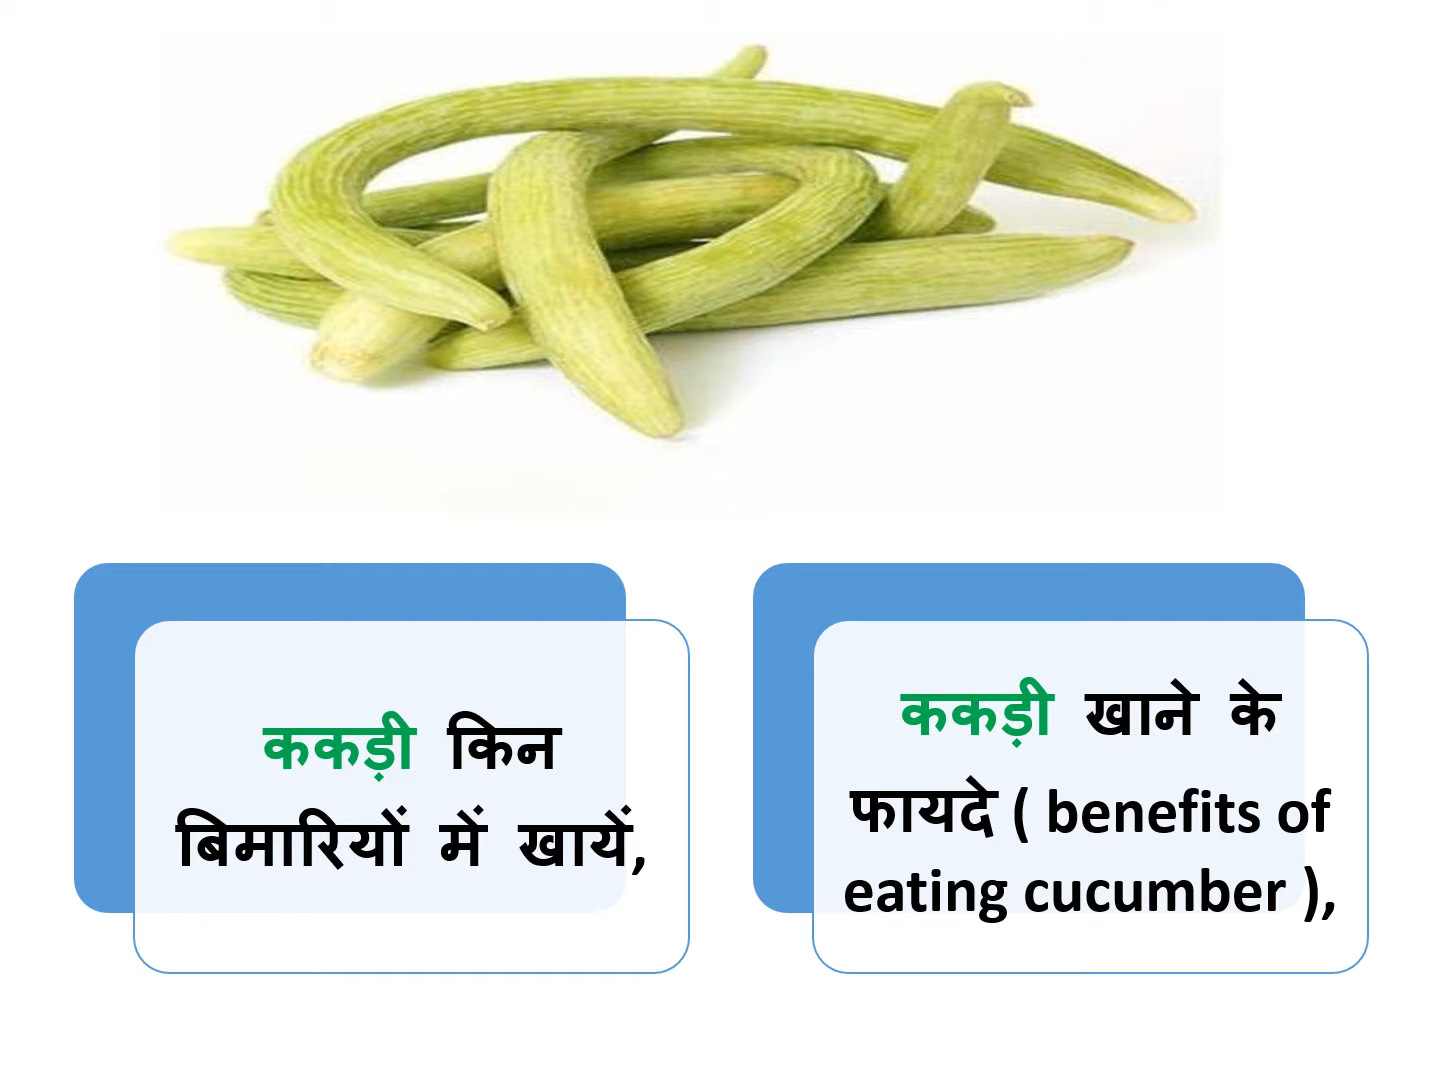 ककड़ी किन
बिमारियों में खायें,
ककड़ी खाने के
फायदे ( benefits of
eating cucumber ),